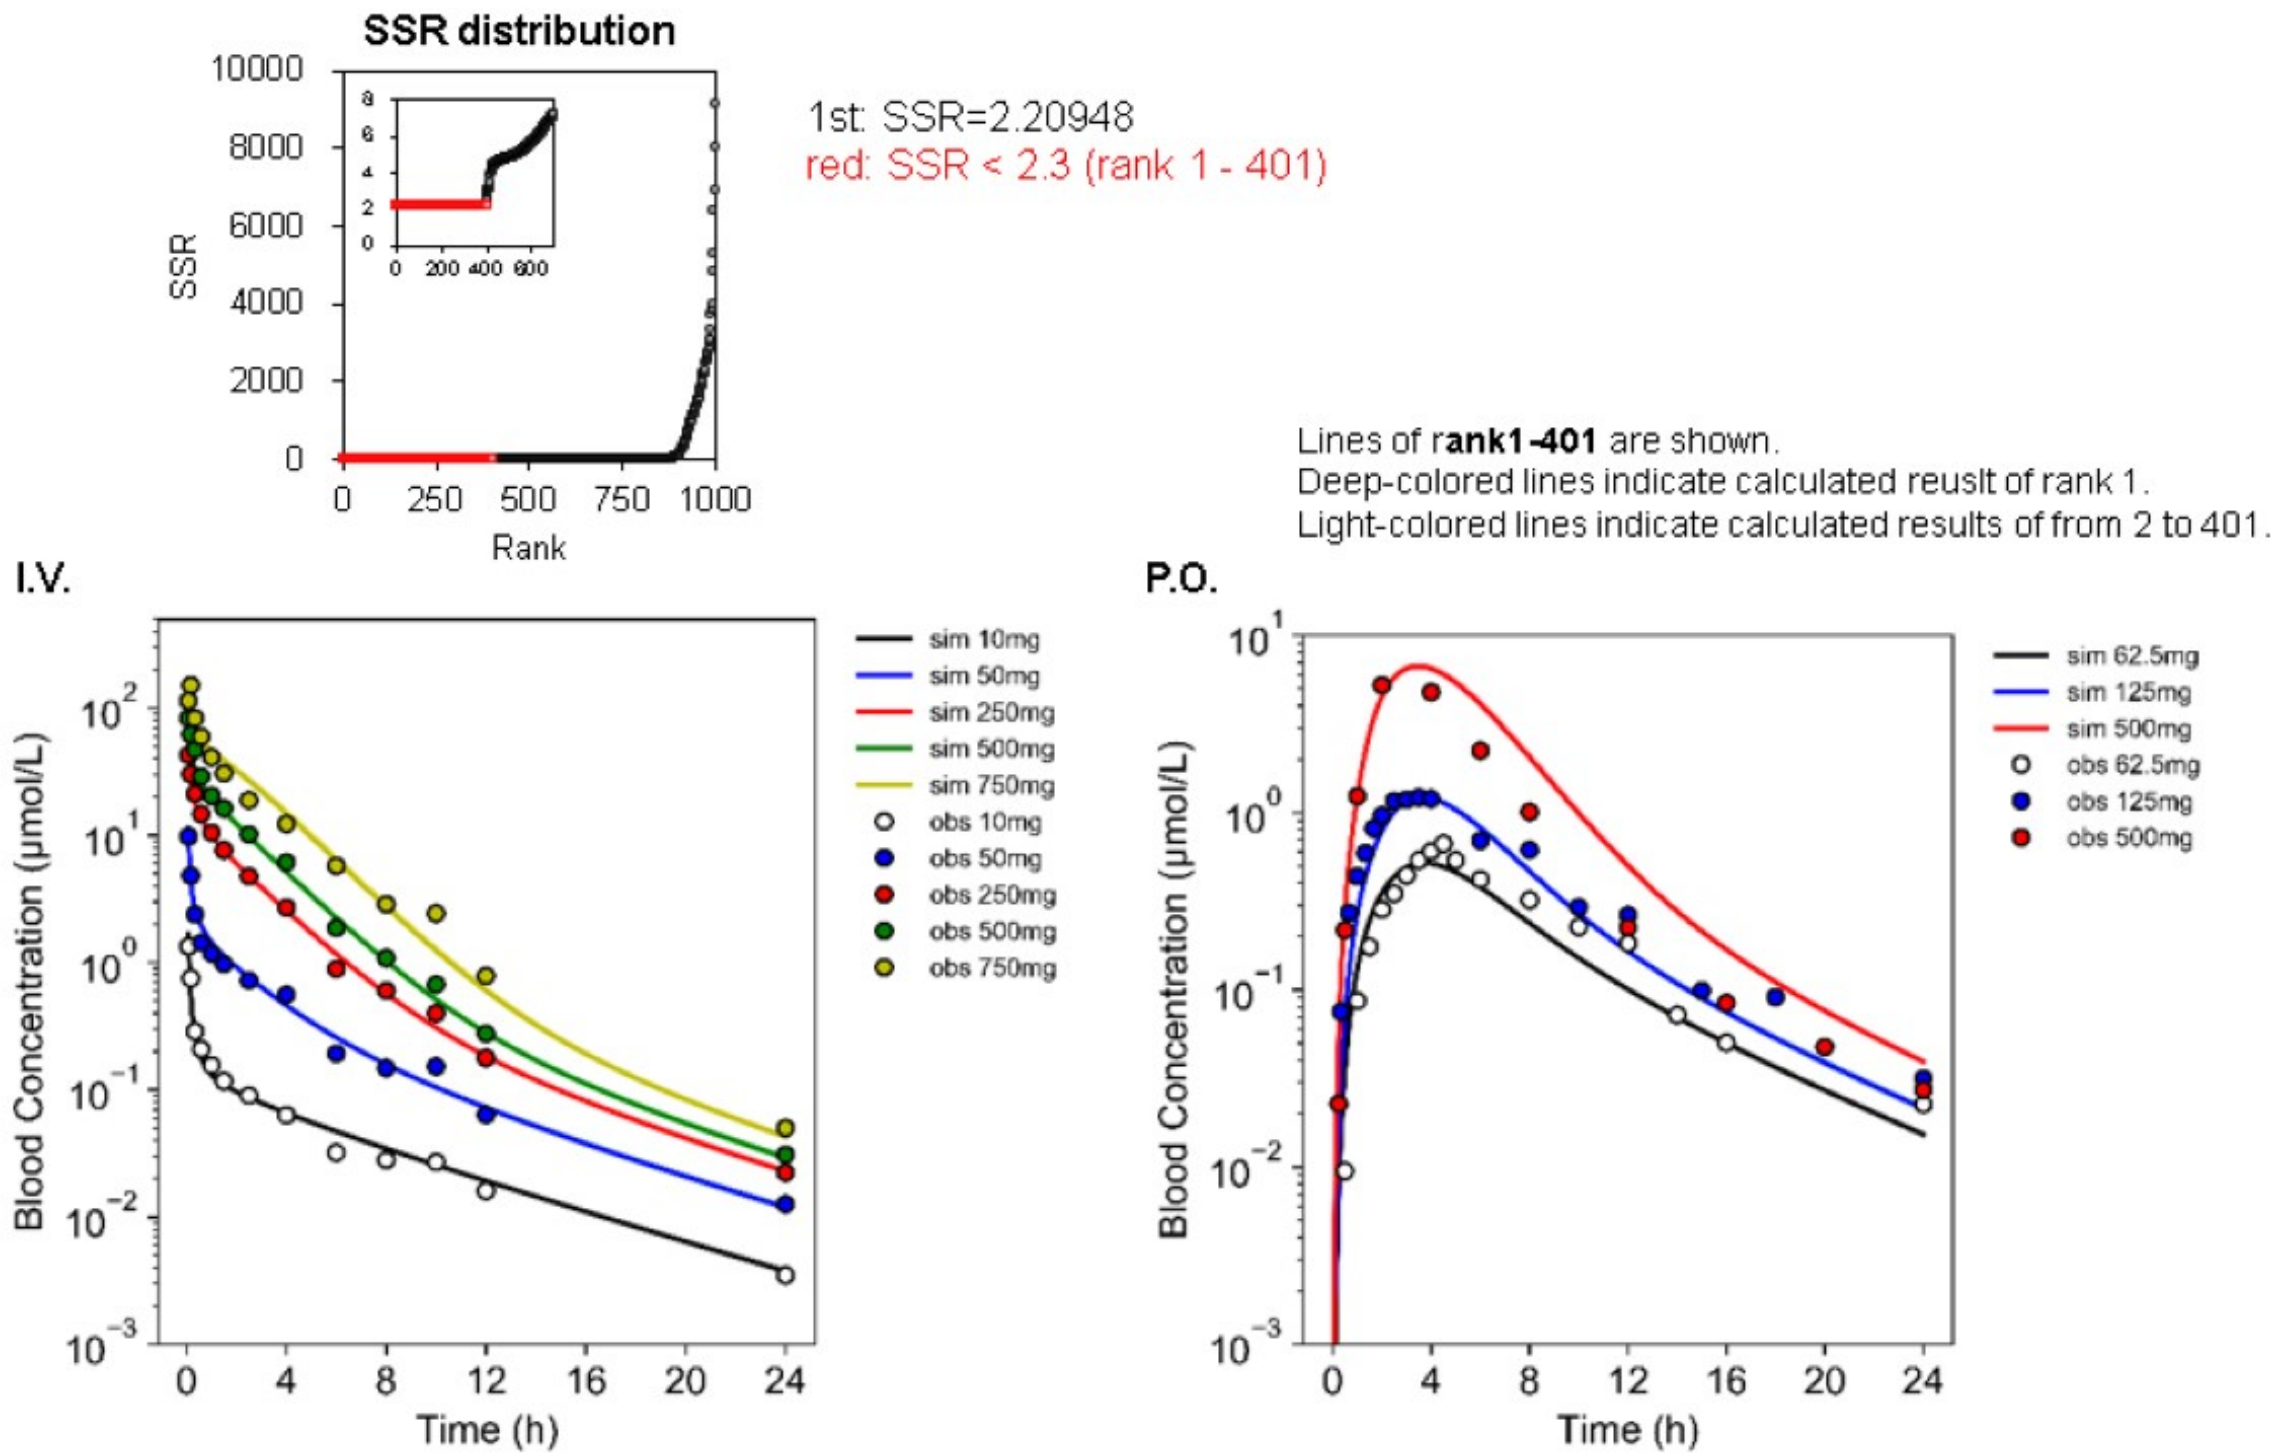 SSR distribution
10000
8000
6000
4000
2000
0
SSR
8
6
4
2
0
0 200 400 600
0 250 500 750 1000
Rank
1st: SSR=2.20948
red: SSR < 2.3 (rank 1 - 401)
Lines of rank1-401 are shown.
Deep-colored lines indicate calculated reuslt of rank 1.
Light-colored lines indicate calculated results of from 2 to 401.
I.V.
10^2
10^1
10^0
10^−1
10^−2
10^−3
Blood Concentration (μmol/L)
0 4 8 12 16 20 24
Time (h)
sim 10mg
sim 50mg
sim 250mg
sim 500mg
sim 750mg
obs 10mg
obs 50mg
obs 250mg
obs 500mg
obs 750mg
P.O.
10^1
10^0
10^−1
10^−2
10^−3
Blood Concentration (μmol/L)
0 4 8 12 16 20 24
Time (h)
sim 62.5mg
sim 125mg
sim 500mg
obs 62.5mg
obs 125mg
obs 500mg